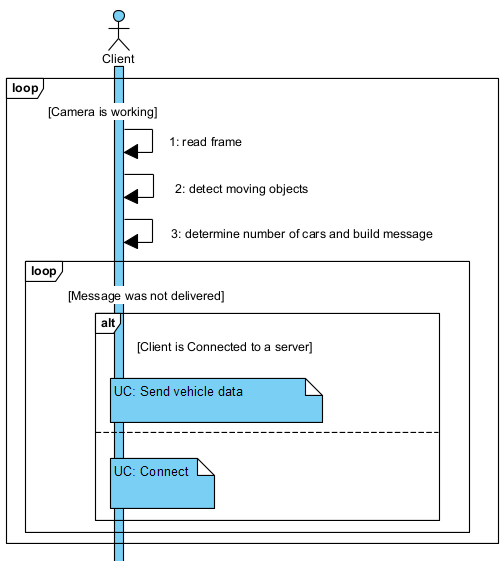 Client
loop
[Camera is working]
1: read frame
2: detect moving objects
3: determine number of cars and build message
loop
[Message was not delivered]
alt
[Client is Connected to a server]
UC: Send vehicle data
UC: Connect